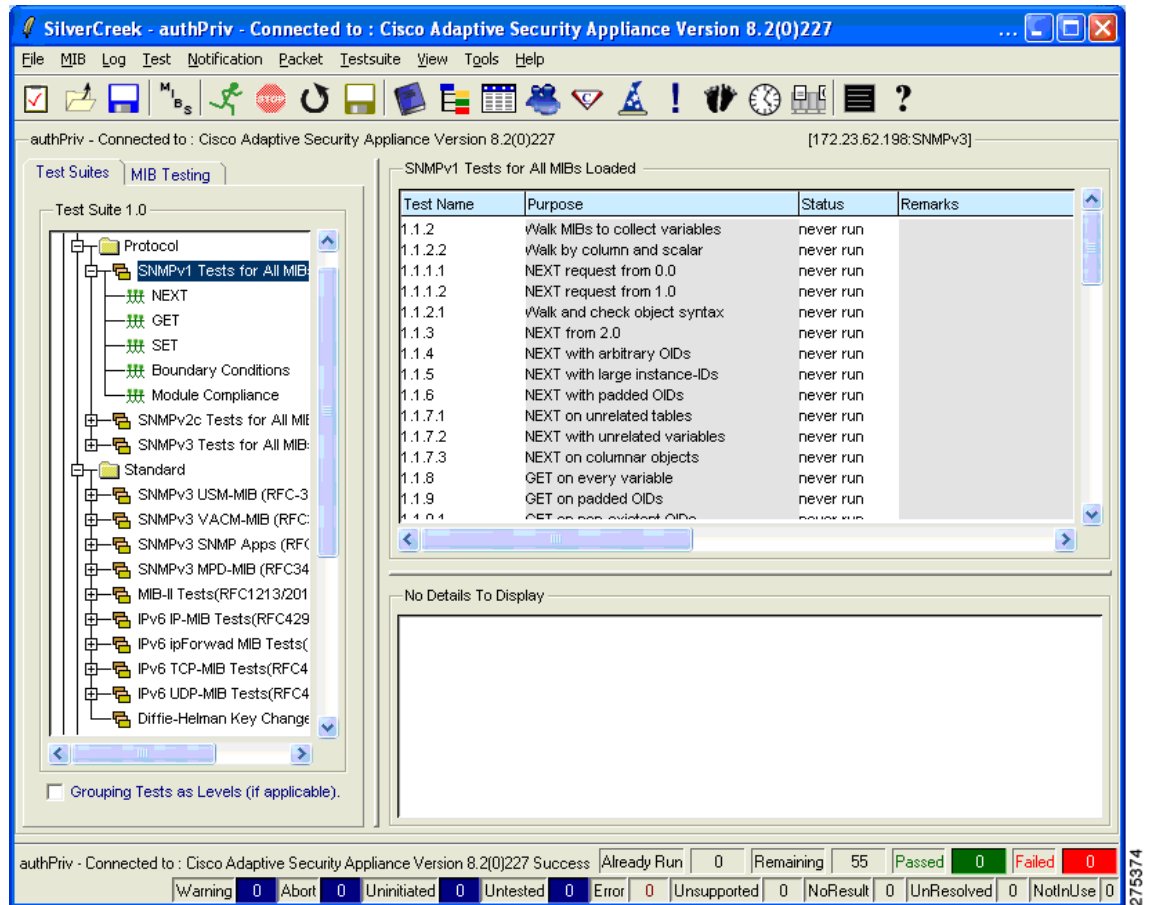 SilverCreek - authPriv - Connected to : Cisco Adaptive Security Appliance Version 8.2(0)227 ...
File MIB Log Test Notification Packet Testsuite View Tools Help
MIBs STOP C ! ?
authPriv - Connected to : Cisco Adaptive Security Appliance Version 8.2(0)227 [172.23.62.198:SNMPv3]
Test Suites MIB Testing
Test Suite 1.0
Protocol
SNMPv1 Tests for All MIBs
NEXT
GET
SET
Boundary Conditions
Module Compliance
SNMPv2c Tests for All MIE
SNMPv3 Tests for All MIB:
Standard
SNMPv3 USM-MIB (RFC-3
SNMPv3 VACM-MIB (RFC
SNMPv3 SNMP Apps (RF
SNMPv3 MPD-MIB (RFC34
MIB-II Tests(RFC1213/201
IPv6 IP-MIB Tests(RFC429
IPv6 ipForwad MIB Tests(
IPv6 TCP-MIB Tests(RFC4
IPv6 UDP-MIB Tests(RFC4
Diffie-Helman Key Change
Grouping Tests as Levels (if applicable).
SNMPv1 Tests for All MIBs Loaded
Test Name Purpose Status Remarks
1.1.2 Walk MIBs to collect variables never run
1.1.2.2 Walk by column and scalar never run
1.1.1.1 NEXT request from 0.0 never run
1.1.1.2 NEXT request from 1.0 never run
1.1.2.1 Walk and check object syntax never run
1.1.3 NEXT from 2.0 never run
1.1.4 NEXT with arbitrary OIDs never run
1.1.5 NEXT with large instance-IDs never run
1.1.6 NEXT with padded OIDs never run
1.1.7.1 NEXT on unrelated tables never run
1.1.7.2 NEXT with unrelated variables never run
1.1.7.3 NEXT on columnar objects never run
1.1.8 GET on every variable never run
1.1.9 GET on padded OIDs never run
1.1.9.1 GET on non-existent OIDs never run
No Details To Display
authPriv - Connected to : Cisco Adaptive Security Appliance Version 8.2(0)227 Success Already Run 0 Remaining 55 Passed 0 Failed 0
Warning 0 Abort 0 Uninitiated 0 Untested 0 Error 0 Unsupported 0 NoResult 0 UnResolved 0 NotInUse 0
275374